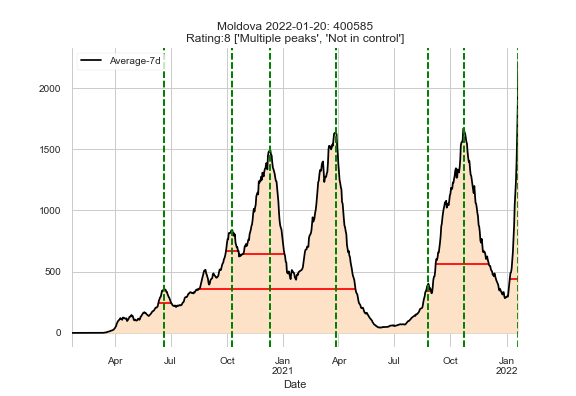 Moldova 2022-01-20: 400585
Rating:8 ['Multiple peaks', 'Not in control']
Average-7d
2000
1500
1000
500
0
Apr
Jul
Oct
Jan
2021
Apr
Jul
Oct
Jan
2022
Date